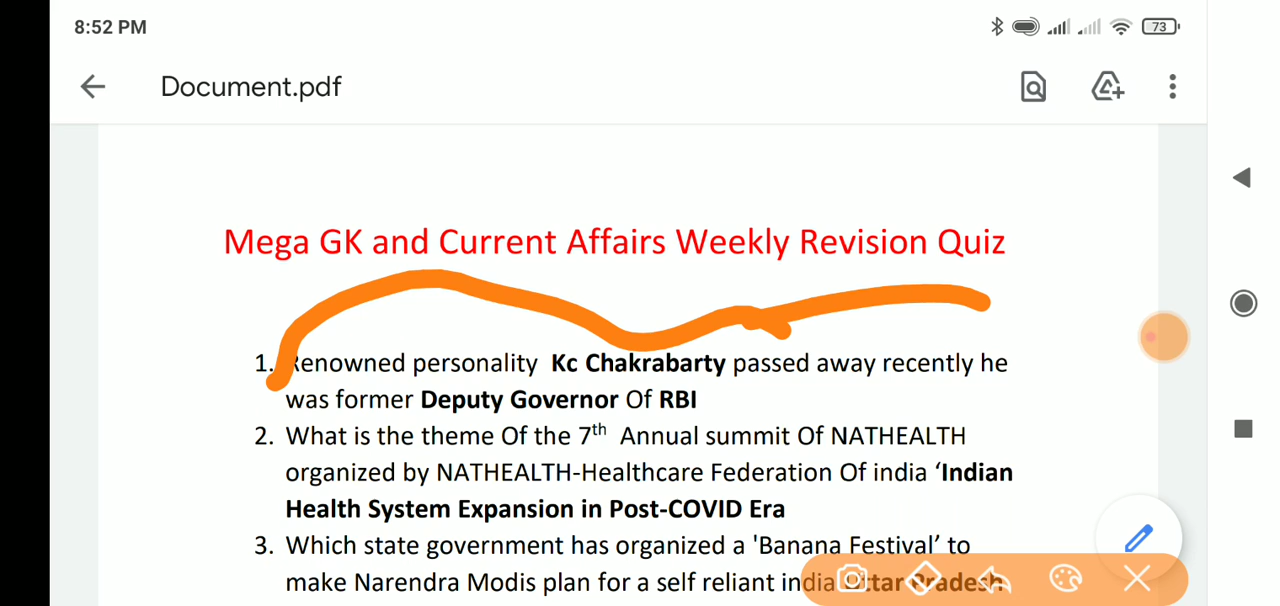 8:52 PM
73
Document.pdf
Mega GK and Current Affairs Weekly Revision Quiz
1. Renowned personality Kc Chakrabarty passed away recently he
was former Deputy Governor Of RBI
2. What is the theme Of the 7th Annual summit Of NATHEALTH
organized by NATHEALTH-Healthcare Federation Of india ‘Indian
Health System Expansion in Post-COVID Era
3. Which state government has organized a 'Banana Festival’ to
make Narendra Modis plan for a self reliant india Uttar Pradesh